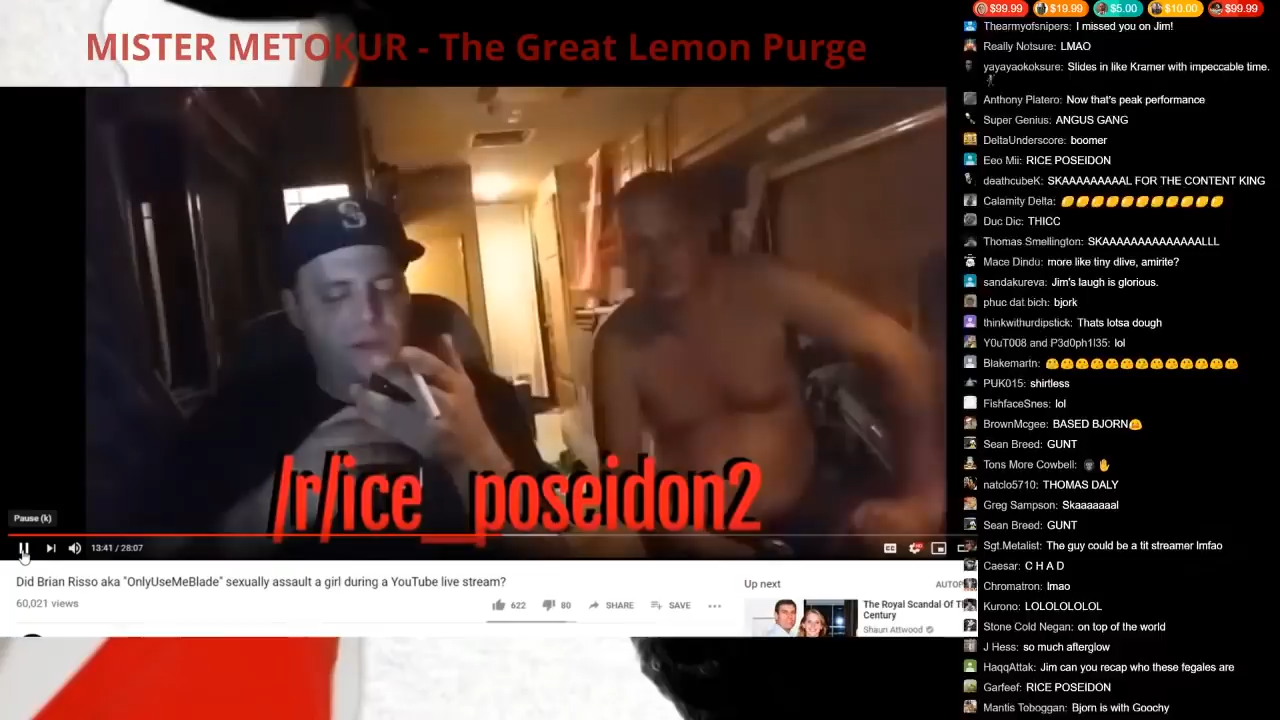 $99.99 $19.99 $5.00 $10.00 $99.99
MISTER METOKUR - The Great Lemon Purge
Thearmyofsnipers: I missed you on Jim!
Really Notsure: LMAO
yayayaokoksure: Slides in like Kramer with impeccable time.
Anthony Platero: Now that's peak performance
Super Genius: ANGUS GANG
DeltaUnderscore: boomer
Eeo Mii: RICE POSEIDON
deathcubeK: SKAAAAAAAAAL FOR THE CONTENT KING
Calamity Delta: 🍋🍋🍋🍋🍋🍋🍋🍋🍋🍋🍋
Duc Dic: THICC
Thomas Smellington: SKAAAAAAAAAAAAAALLL
Mace Dindu: more like tiny dlive, amirite?
sandakureva: Jim's laugh is glorious.
phuc dat bich: bjork
thinkwithurdipstick: Thats lotsa dough
Y0uT008 and P3d0ph1l35: lol
Blakemartn:
PUK015: shirtless
FishfaceSnes: lol
BrownMcgee: BASED BJORN
Sean Breed: GUNT
Tons More Cowbell:
natclo5710: THOMAS DALY
Greg Sampson: Skaaaaaaal
Sean Breed: GUNT
Sgt.Metalist: The guy could be a tit streamer lmfao
Caesar: C H A D
Chromatron: lmao
Kurono: LOLOLOLOLOL
Stone Cold Negan: on top of the world
J Hess: so much afterglow
HaqqAttak: Jim can you recap who these fegales are
Garfeef: RICE POSEIDON
Mantis Toboggan: Bjorn is with Goochy
S
/r/ice_poseidon2
Pause (k)
13:41 / 28:07
CC
Did Brian Risso aka "OnlyUseMeBlade" sexually assault a girl during a YouTube live stream?
60,021 views
622 80 SHARE SAVE
Up next
AUTOP
The Royal Scandal Of Th
Century
Shaun Attwood